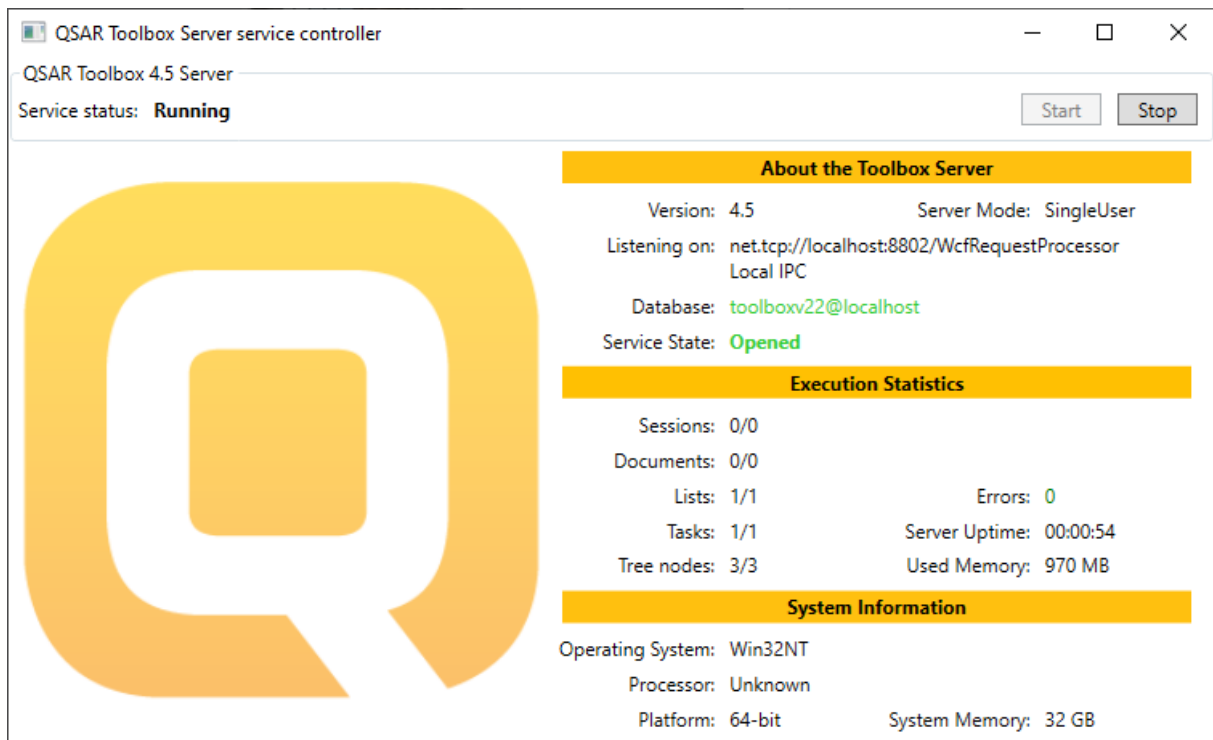 QSAR Toolbox Server service controller
QSAR Toolbox 4.5 Server
Service status: Running
Start
Stop
About the Toolbox Server
Version: 4.5 Server Mode: SingleUser
Listening on: net.tcp://localhost:8802/WcfRequestProcessor
Local IPC
Database: toolboxv22@localhost
Service State: Opened
Execution Statistics
Sessions: 0/0
Documents: 0/0
Lists: 1/1 Errors: 0
Tasks: 1/1 Server Uptime: 00:00:54
Tree nodes: 3/3 Used Memory: 970 MB
System Information
Operating System: Win32NT
Processor: Unknown
Platform: 64-bit System Memory: 32 GB